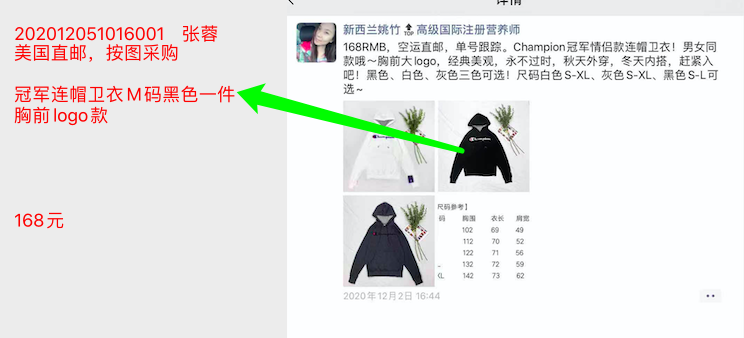 202012051016001 张蓉
美国直邮，按图采购
冠军连帽卫衣M码黑色一件
胸前logo款
168元
详情
新西兰姚竹🔝高级国际注册营养师
168RMB，空运直邮，单号跟踪。Champion冠军情侣款连帽卫衣！男女同
款哦～胸前大logo，经典美观，永不过时，秋天外穿，冬天内搭，赶紧入
吧！黑色、白色、灰色三色可选！尺码白色S-XL、灰色S-XL、黑色S-L可
选~
Champion
Champion
尺码参考】
码 胸围 衣长 肩宽
102 69 49
112 70 52
122 71 56
132 72 59
XL 142 73 62
2020年12月2日 16:44